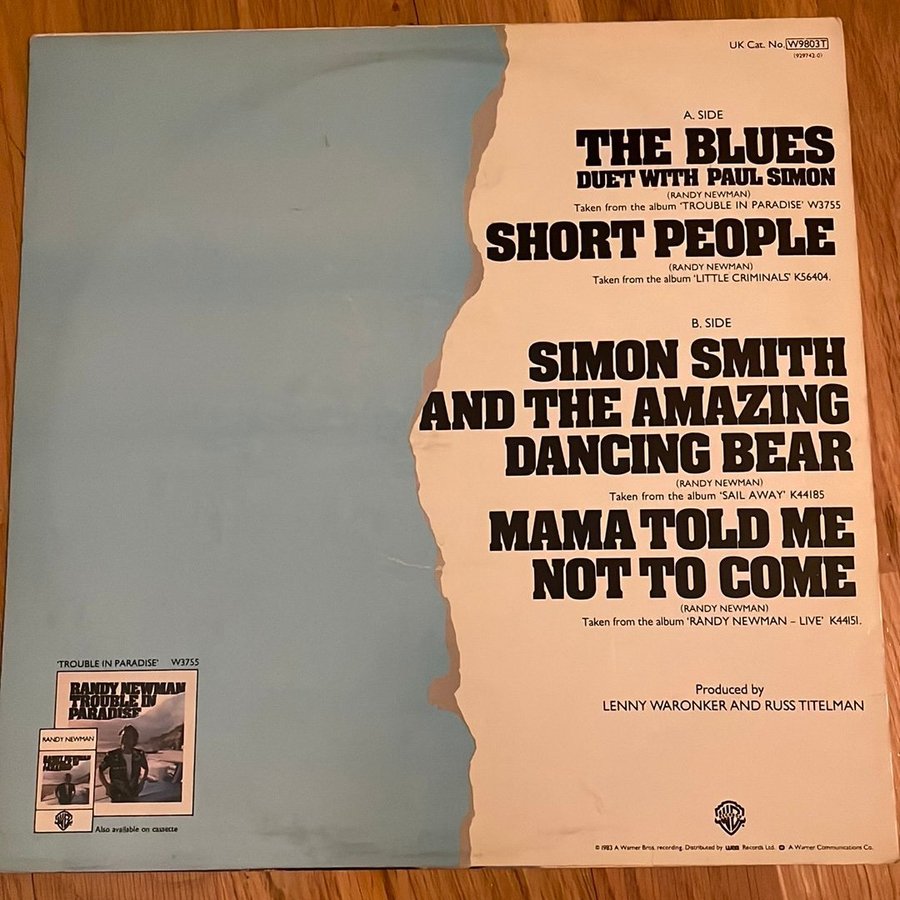 UK Cat. No. W9803T
(929742-0)
A. SIDE
THE BLUES
DUET WITH PAUL SIMON
(RANDY NEWMAN)
Taken from the album 'TROUBLE IN PARADISE' W3755
SHORT PEOPLE
(RANDY NEWMAN)
Taken from the album 'LITTLE CRIMINALS' K56404.
B. SIDE
SIMON SMITH
AND THE AMAZING
DANCING BEAR
(RANDY NEWMAN)
Taken from the album 'SAIL AWAY' K44185
MAMA TOLD ME
NOT TO COME
(RANDY NEWMAN)
Taken from the album 'RANDY NEWMAN – LIVE' K44151.
Produced by
LENNY WARONKER AND RUSS TITELMAN
'TROUBLE IN PARADISE' W3755
RANDY NEWMAN
TROUBLE IN
PARADISE
RANDY NEWMAN
RANDY NEWMAN
TROUBLE IN
PARADISE
Also available on cassette
© 1983 A Warner Bros. recording. Distributed by wea Records Ltd. A Warner Communications Co.